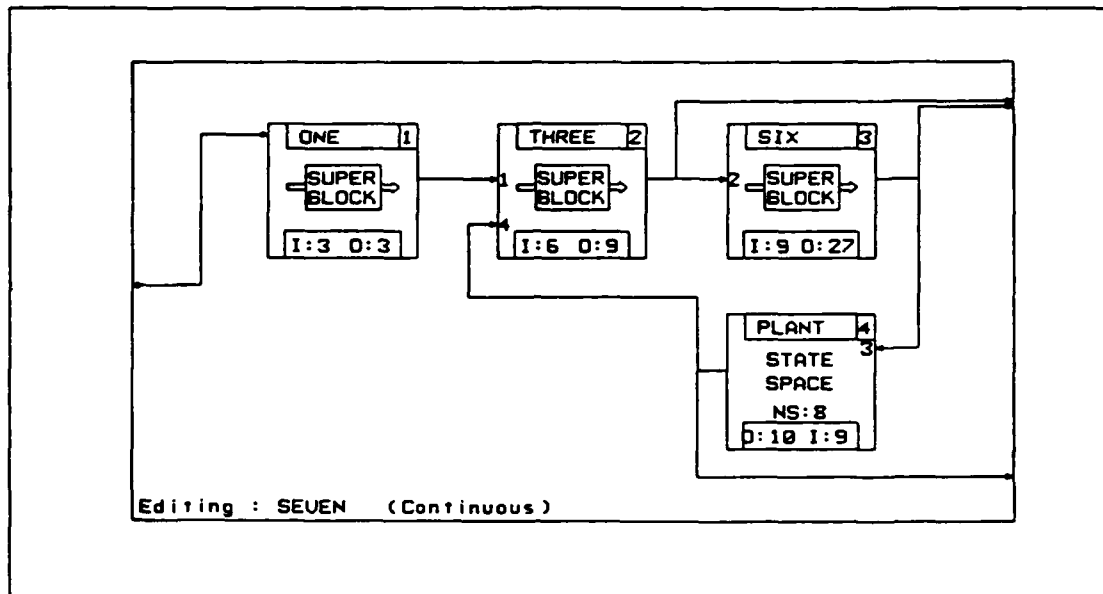 ONE 1
SUPER
BLOCK
I:3 O:3
1
4
THREE 2
SUPER
BLOCK
I:6 O:9
2
SIX 3
SUPER
BLOCK
I:9 O:27
PLANT 4
3
STATE
SPACE
NS:8
O:10 I:9
Editing : SEVEN (Continuous)